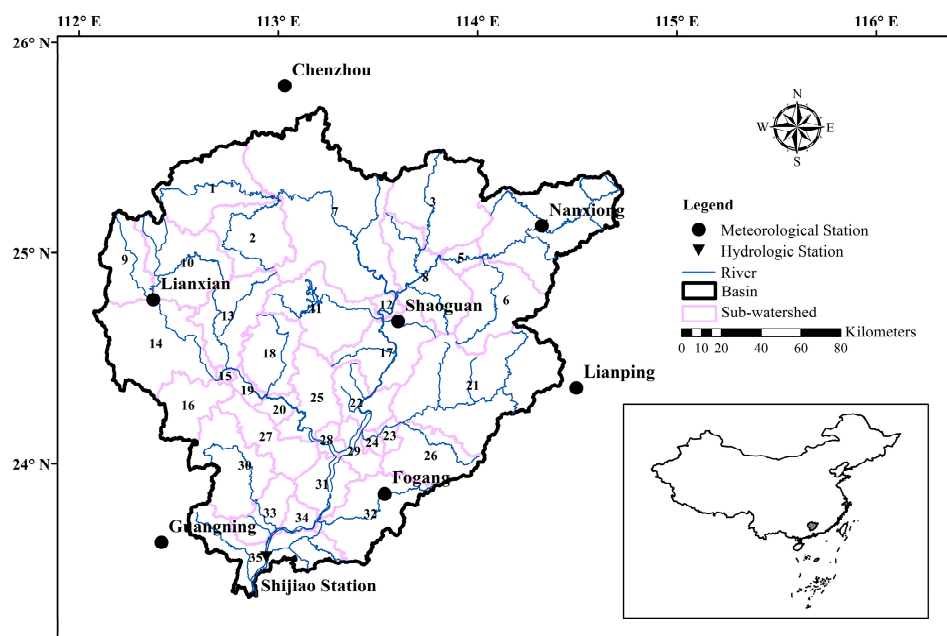 112° E 113° E 114° E 115° E 116° E
26° N
25° N
24° N
Chenzhou
N
W E
S
1
7
3
Nanxiong
2
9
10
5
8
6
Lianxian
11
12
Shaoguan
13
14
18
17
15
19
21
Lianping
16
20
25
22
27
28
24
23
29
26
30
31
Fogang
33
34
32
Guangning
35
Shijiao Station
Legend
Meteorological Station
Hydrologic Station
River
Basin
Sub-watershed
Kilometers
0 10 20 40 60 80